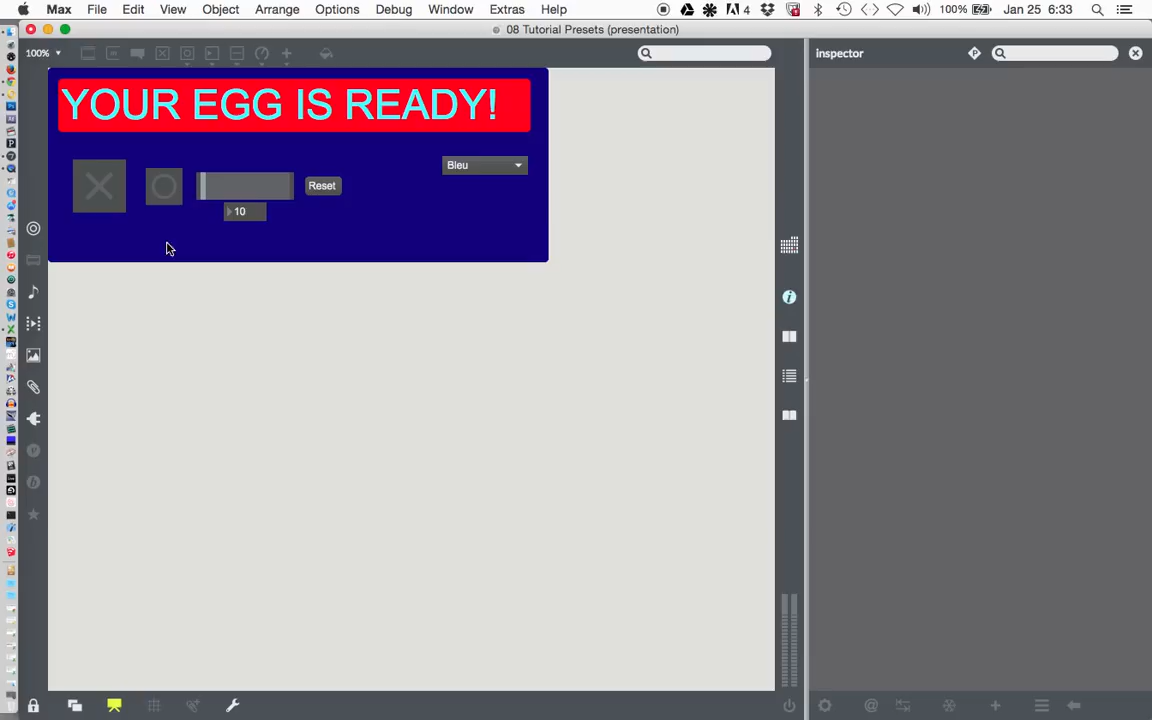 Max File Edit View Object Arrange Options Debug Window Extras Help 4 100% Jan 25 6:33
08 Tutorial Presets (presentation)
100% inspector
YOUR EGG IS READY!
Bleu
Reset
10